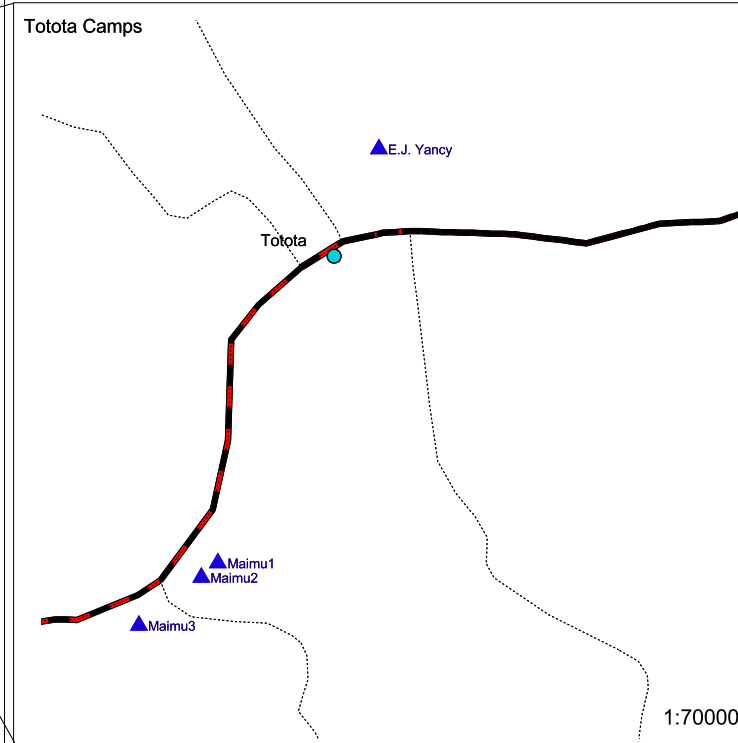 Totota Camps
E.J. Yancy
Totota
Maimu1
Maimu2
Maimu3
1:70000